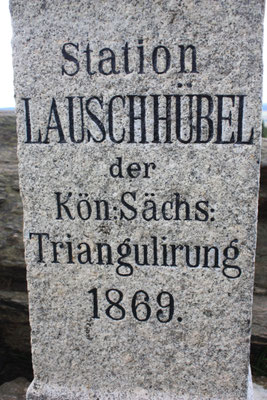 Station
LAUSCHHÜBEL
der
Kön:Sächs:
Triangulirung
1869.